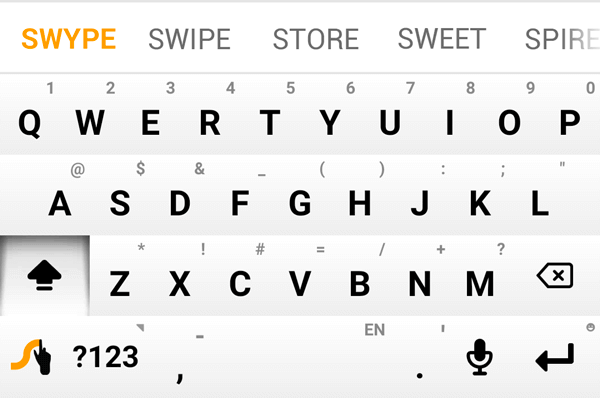 SWYPE SWIPE STORE SWEET SPIRE
1 2 3 4 5 6 7 8 9 0
Q W E R T Y U I O P
@ $ & _ ( ) : ; "
A S D F G H J K L
* ! # = / + ?
Z X C V B N M
- EN '
?123 , .